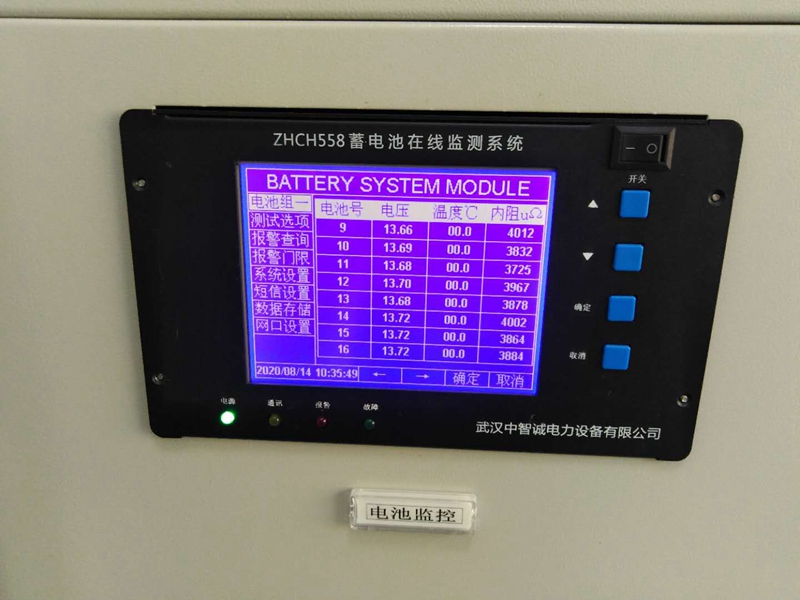 ZHCH558蓄电池在线监测系统
开关
BATTERY SYSTEM MODULE
电池组一
测试选项
报警查询
报警门限
系统设置
短信设置
数据存储
网口设置
电池号 电压 温度℃ 内阻uΩ
9 13.66 00.0 4012
10 13.69 00.0 3832
11 13.68 00.0 3725
12 13.70 00.0 3967
13 13.68 00.0 3878
14 13.72 00.0 4002
15 13.72 00.0 3864
16 13.72 00.0 3884
2020/08/14 10:35:49 ← → 确定 取消
▲
▼
确定
取消
电源 通讯 报警 故障
武汉中智诚电力设备有限公司
电池监控